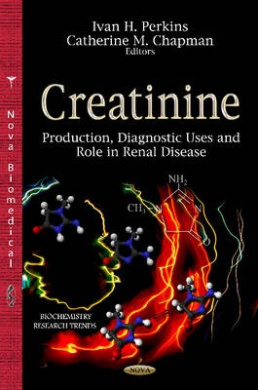 Ivan H. Perkins
Catherine M. Chapman
Editors
Creatinine
Production, Diagnostic Uses and
Role in Renal Disease
Nova Biomedical
NH₂
CH₃
BIOCHEMISTRY
RESEARCH TRENDS
NOVA